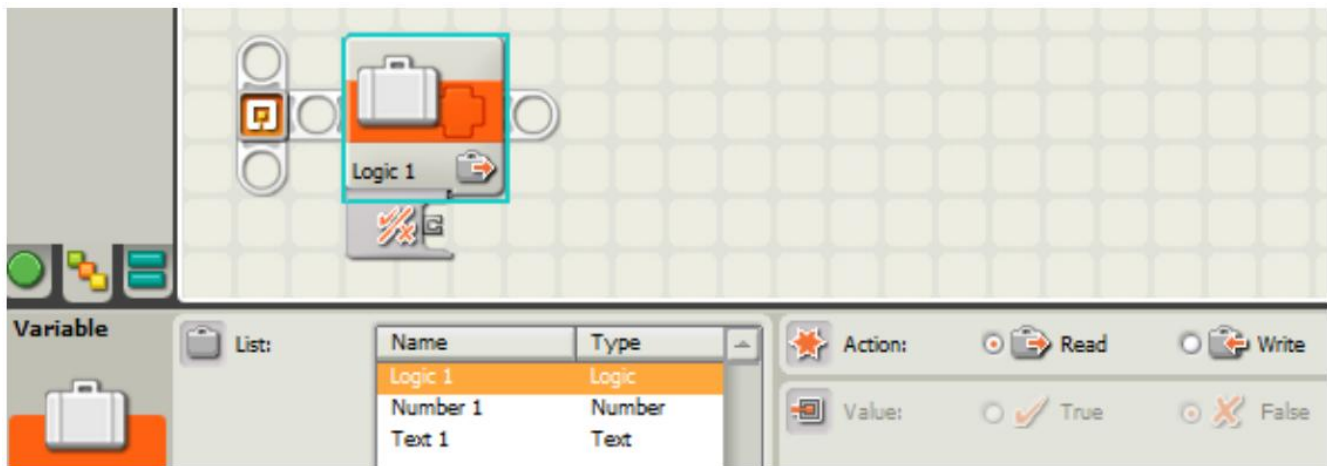 Logic 1
Variable
List:
Name Type
Logic 1 Logic
Number 1 Number
Text 1 Text
Action: Read Write
Value: True False